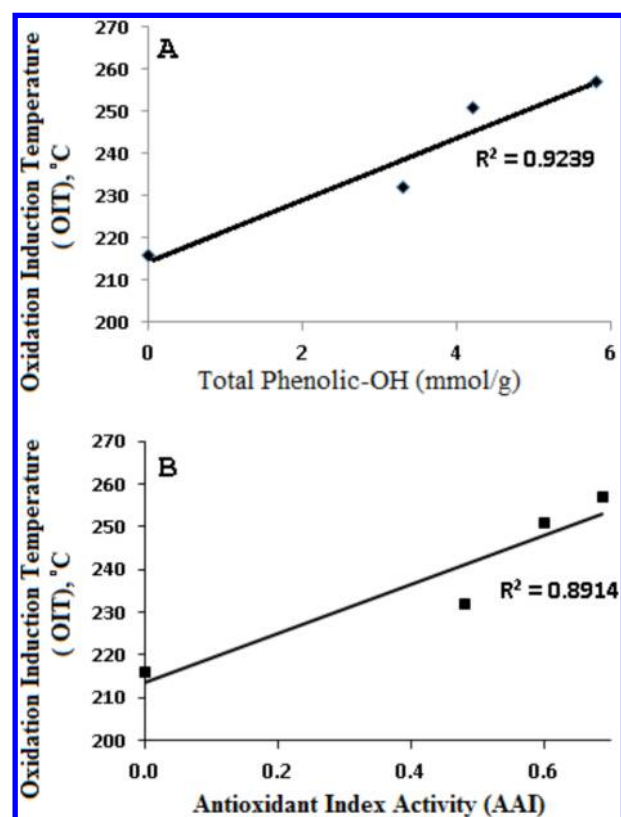 A
Oxidation Induction Temperature
( OIT), °C
270
260
250
240
230
220
210
200
R² = 0.9239
0
2
4
6
Total Phenolic-OH (mmol/g)
B
Oxidation Induction Temperature
( OIT), °C
270
260
250
240
230
220
210
200
R² = 0.8914
0.0
0.2
0.4
0.6
Antioxidant Index Activity (AAI)